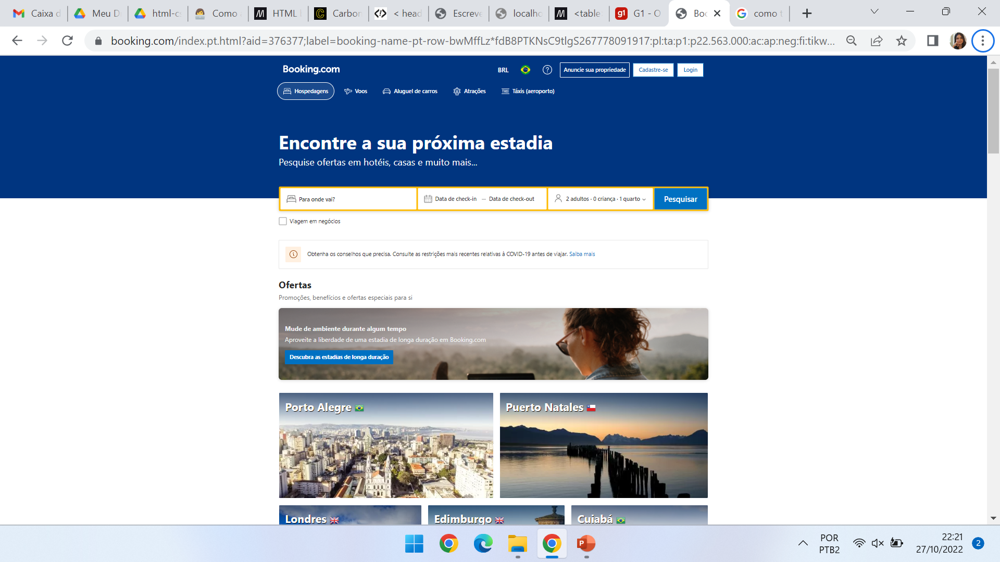 Caixa d
Meu D
html-cs
Como
HTML
Carbon
< head
Escreve
localho
<table
G1 - O
Boo
como t
booking.com/index.pt.html?aid=376377;label=booking-name-pt-row-bwMffLz*fdB8PTKNsC9tlgS267778091917:pl:ta:p1:p22.563.000:ac:ap:neg:fi:tikw...
Booking.com
BRL
Anuncie sua propriedade
Cadastre-se
Login
Hospedagens
Voos
Aluguel de carros
Atrações
TAXI
Táxis (aeroporto)
Encontre a sua próxima estadia
Pesquise ofertas em hotéis, casas e muito mais...
Para onde vai?
Data de check-in — Data de check-out
2 adultos · 0 criança · 1 quarto
Pesquisar
Viagem em negócios
Obtenha os conselhos que precisa. Consulte as restrições mais recentes relativas à COVID-19 antes de viajar. Saiba mais
Ofertas
Promoções, benefícios e ofertas especiais para si
Mude de ambiente durante algum tempo
Aproveite a liberdade de uma estadia de longa duração em Booking.com
Descubra as estadias de longa duração
Porto Alegre
Puerto Natales
Londres
Edimburgo
Cuiabá
POR
PTB2
22:21
27/10/2022
2